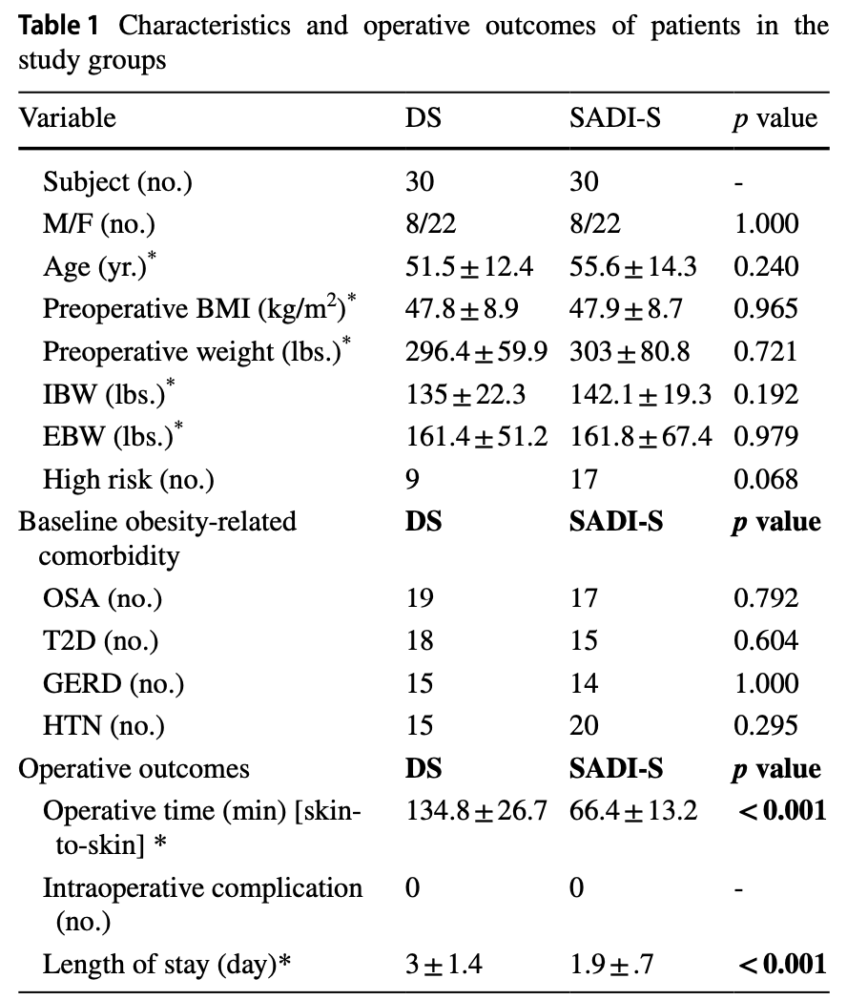 Table 1 Characteristics and operative outcomes of patients in the
study groups
Variable DS SADI-S p value
Subject (no.) 30 30 -
M/F (no.) 8/22 8/22 1.000
Age (yr.)* 51.5±12.4 55.6±14.3 0.240
Preoperative BMI (kg/m²)* 47.8±8.9 47.9±8.7 0.965
Preoperative weight (lbs.)* 296.4±59.9 303±80.8 0.721
IBW (lbs.)* 135±22.3 142.1±19.3 0.192
EBW (lbs.)* 161.4±51.2 161.8±67.4 0.979
High risk (no.) 9 17 0.068
Baseline obesity-related DS SADI-S p value
comorbidity
OSA (no.) 19 17 0.792
T2D (no.) 18 15 0.604
GERD (no.) 15 14 1.000
HTN (no.) 15 20 0.295
Operative outcomes DS SADI-S p value
Operative time (min) [skin- 134.8±26.7 66.4±13.2 <0.001
to-skin] *
Intraoperative complication 0 0 -
(no.)
Length of stay (day)* 3±1.4 1.9±.7 <0.001